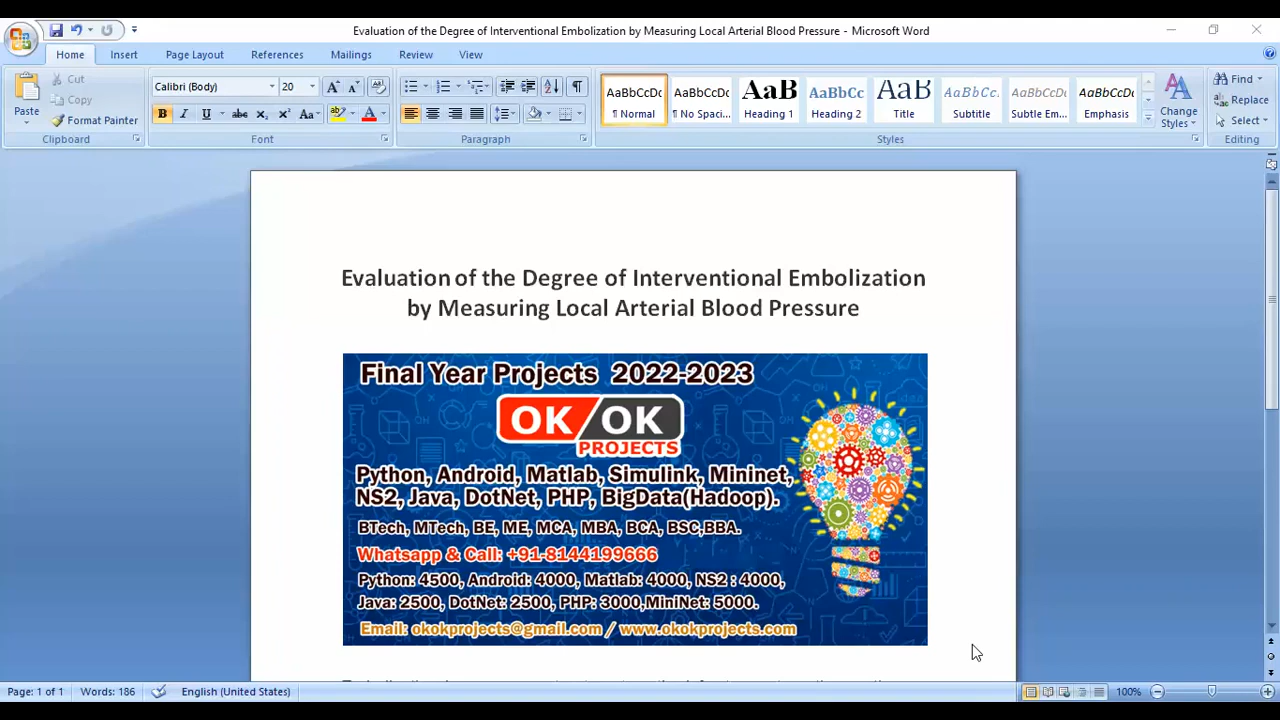 Evaluation of the Degree of Interventional Embolization by Measuring Local Arterial Blood Pressure - Microsoft Word
Home Insert Page Layout References Mailings Review View
Paste
Cut
Copy
Format Painter
Clipboard
Calibri (Body) 20
Font
Paragraph
AaBbCcDc AaBbCcDc AaB AaBbCc AaBbC AaBbCc. AaBbCcDc AaBbCcDc
¶ Normal ¶ No Spaci... Heading 1 Heading 2 Title Subtitle Subtle Em... Emphasis
Change
Styles
Styles
Find
Replace
Select
Editing
Evaluation of the Degree of Interventional Embolization
by Measuring Local Arterial Blood Pressure
Final Year Projects 2022-2023
OK/OK
PROJECTS
Python, Android, Matlab, Simulink, Mininet,
NS2, Java, DotNet, PHP, BigData(Hadoop).
BTech, MTech, BE, ME, MCA, MBA, BCA, BSC,BBA.
Whatsapp & Call: +91-8144199666
Python: 4500, Android: 4000, Matlab: 4000, NS2 : 4000,
Java: 2500, DotNet: 2500, PHP: 3000,MiniNet: 5000.
Email: okokprojects@gmail.com / www.okokprojects.com
Page: 1 of 1 Words: 186 English (United States) 100%